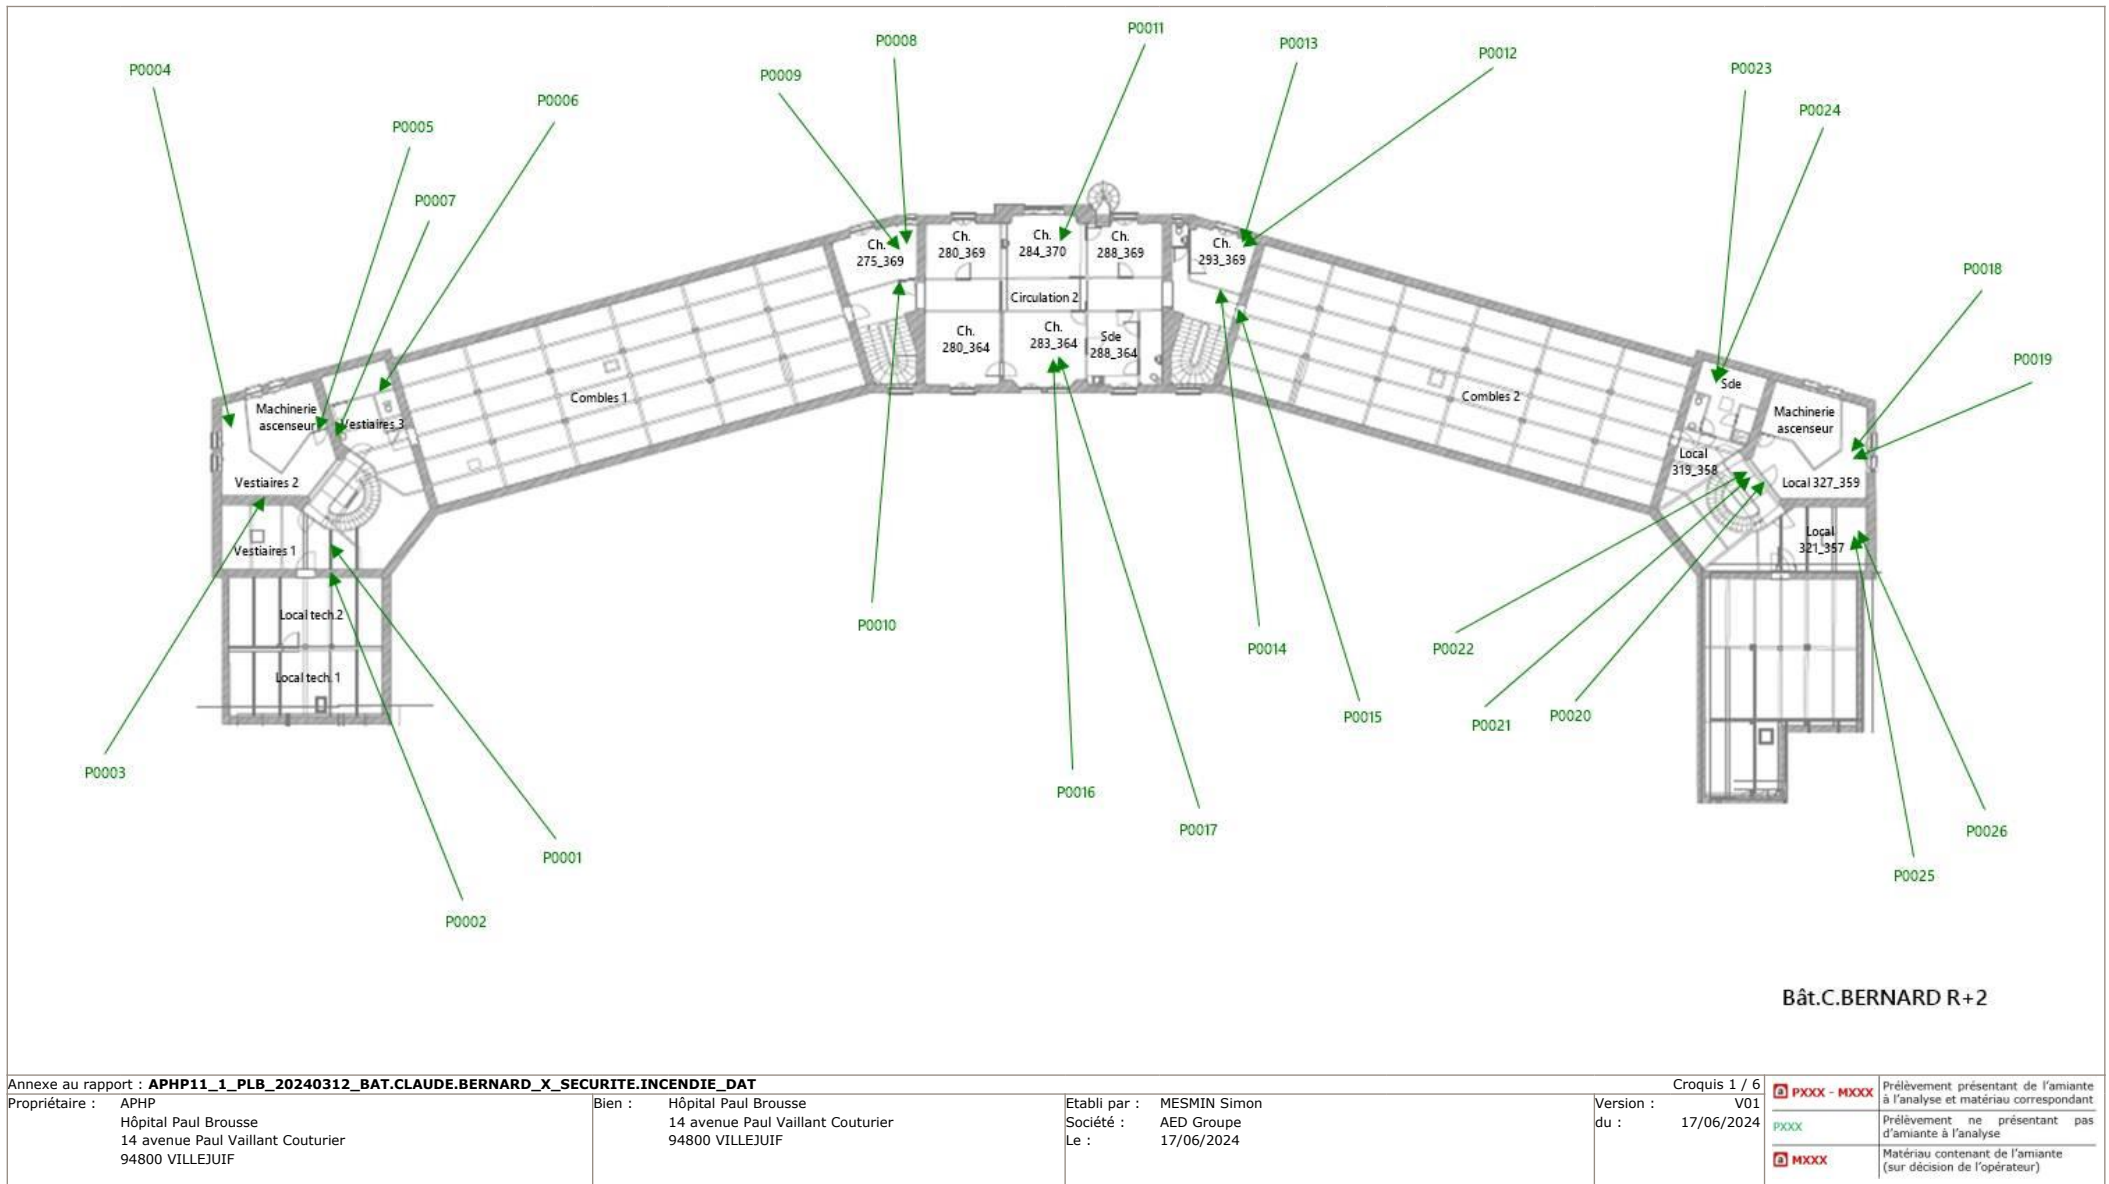 P0011
P0008
P0013
P0012
P0004
P0009
P0023
P0006
P0024
P0005
P0007
P0018
P0019
Ch.
275_369
Ch.
280_369
Ch.
284_370
Ch.
288_369
Ch.
293_369
Circulation 2
Ch.
280_364
Ch.
283_364
Sde
288_364
Combles 1
Combles 2
Machinerie
ascenseur
Vestiaires 3
Vestiaires 2
Vestiaires 1
Local tech.2
Local tech.1
Sde
Machinerie
ascenseur
Local
319_358
Local 327_359
Local
321_357
P0010
P0014
P0022
P0015
P0021
P0020
P0003
P0016
P0017
P0026
P0001
P0025
P0002
Bât.C.BERNARD R+2
Annexe au rapport : APHP11_1_PLB_20240312_BAT.CLAUDE.BERNARD_X_SECURITE.INCENDIE_DAT
Croquis 1 / 6
Propriétaire : APHP
Hôpital Paul Brousse
14 avenue Paul Vaillant Couturier
94800 VILLEJUIF
Bien : Hôpital Paul Brousse
14 avenue Paul Vaillant Couturier
94800 VILLEJUIF
Etabli par : MESMIN Simon
Société : AED Groupe
Le : 17/06/2024
Version : V01
du : 17/06/2024
a PXXX - MXXX
Prélèvement présentant de l'amiante
à l'analyse et matériau correspondant
PXXX
Prélèvement ne présentant pas
d'amiante à l'analyse
a MXXX
Matériau contenant de l'amiante
(sur décision de l'opérateur)